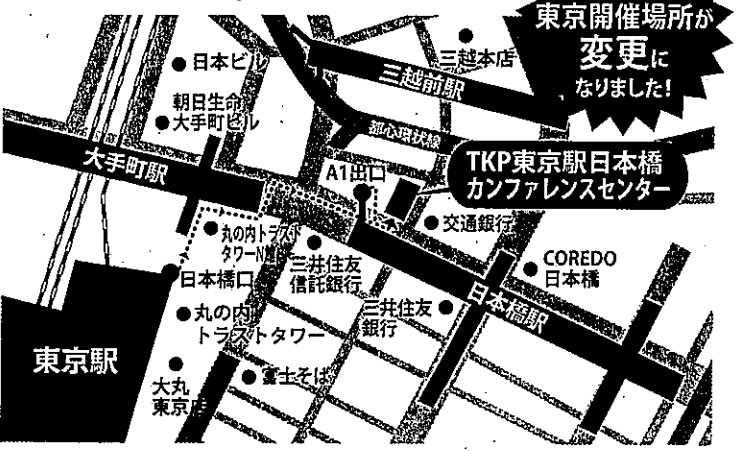 東京開催場所が
変更に
なりました!
三越本店
日本ビル
三越前駅
朝日生命
大手町ビル
都心環状線
大手町駅
A1出口
TKP東京駅日本橋
カンファレンスセンター
交通銀行
丸の内トラスト
タワーN館
三井住友
信託銀行
COREDO
日本橋
日本橋口
日本橋駅
丸の内
トラストタワー
三井住友
銀行
東京駅
富士そば
大丸
東京店